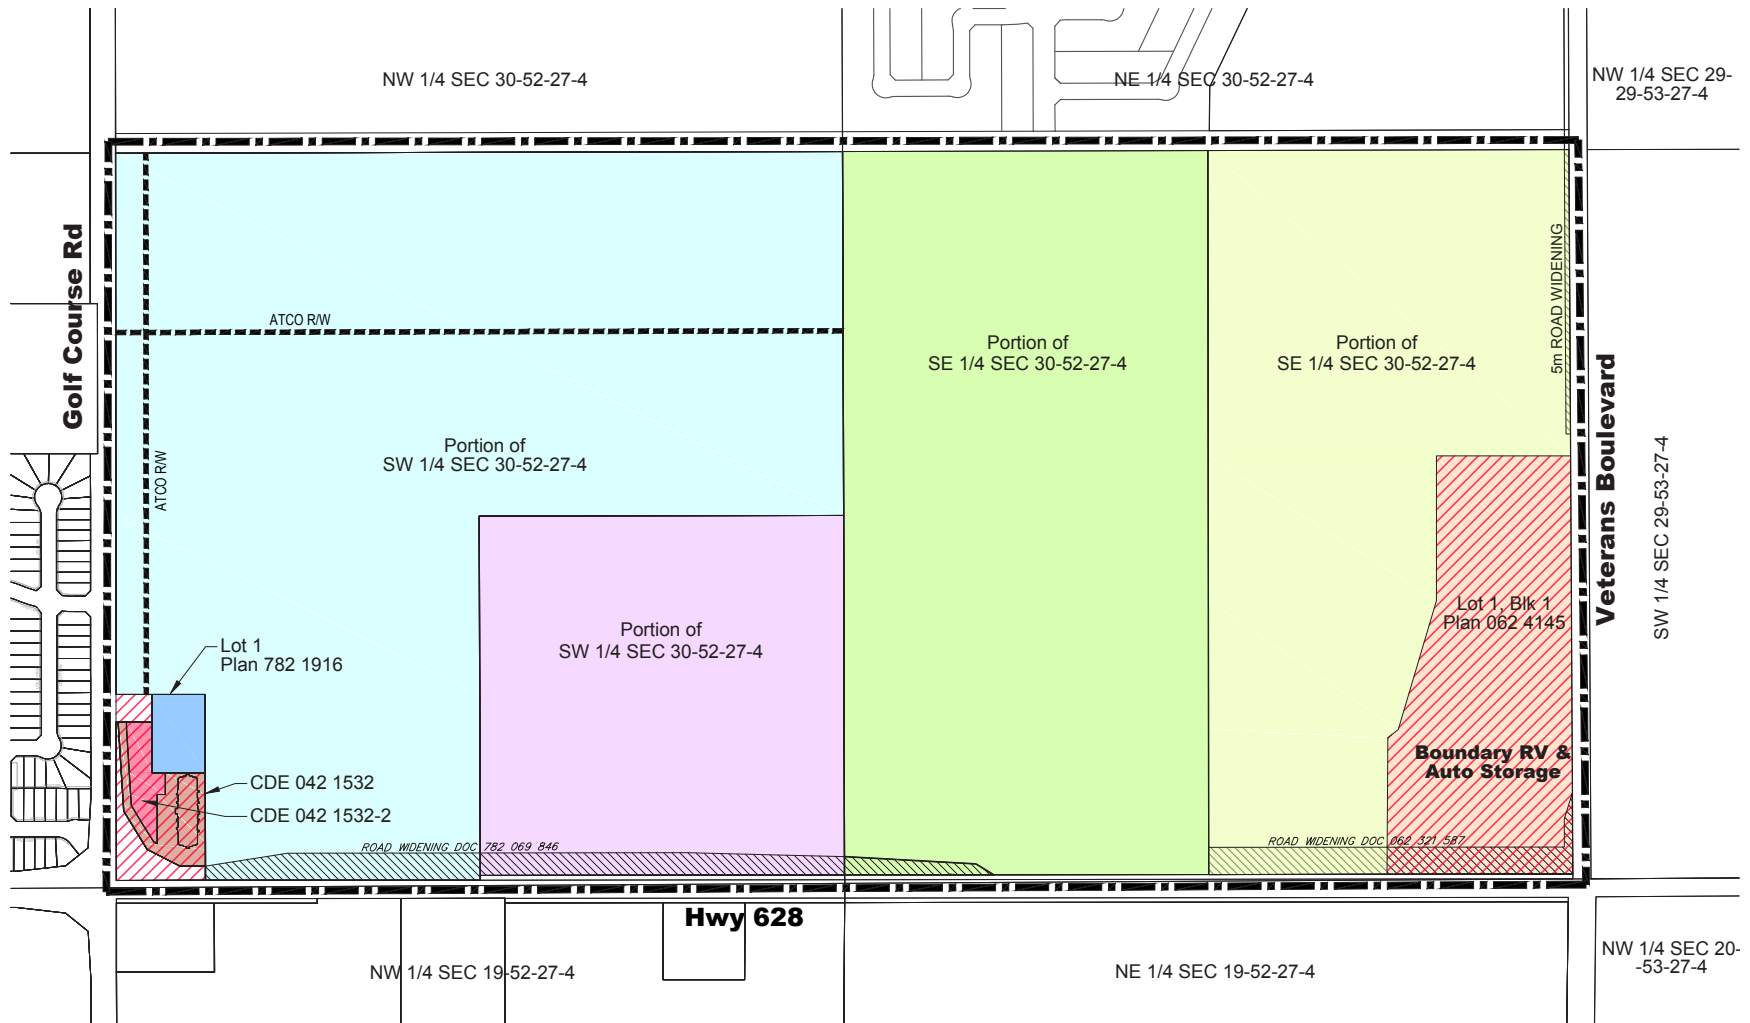 NW 1/4 SEC 30-52-27-4
NE 1/4 SEC 30-52-27-4
NW 1/4 SEC 29-
29-53-27-4
Golf Course Rd
ATCO R/W
ATCO R/W
Portion of
SW 1/4 SEC 30-52-27-4
Portion of
SE 1/4 SEC 30-52-27-4
Portion of
SE 1/4 SEC 30-52-27-4
5m ROAD WIDENING
Veterans Boulevard
SW 1/4 SEC 29-53-27-4
Portion of
SW 1/4 SEC 30-52-27-4
Lot 1, Blk 1
Plan 062 4145
Lot 1
Plan 782 1916
Boundary RV &
Auto Storage
CDE 042 1532
CDE 042 1532-2
ROAD WIDENING DOC 782 069 846
ROAD WIDENING DOC 062 321 587
Hwy 628
NW 1/4 SEC 19-52-27-4
NE 1/4 SEC 19-52-27-4
NW 1/4 SEC 20-
-53-27-4